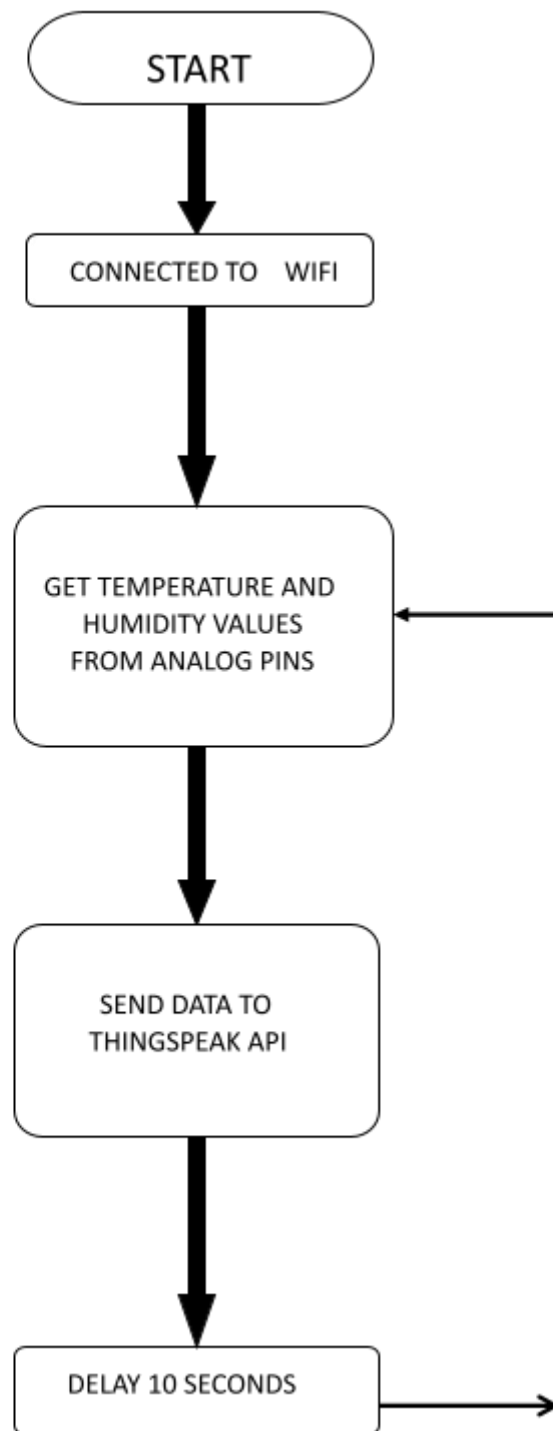 START
CONNECTED TO WIFI
GET TEMPERATURE AND
HUMIDITY VALUES
FROM ANALOG PINS
SEND DATA TO
THINGSPEAK API
DELAY 10 SECONDS